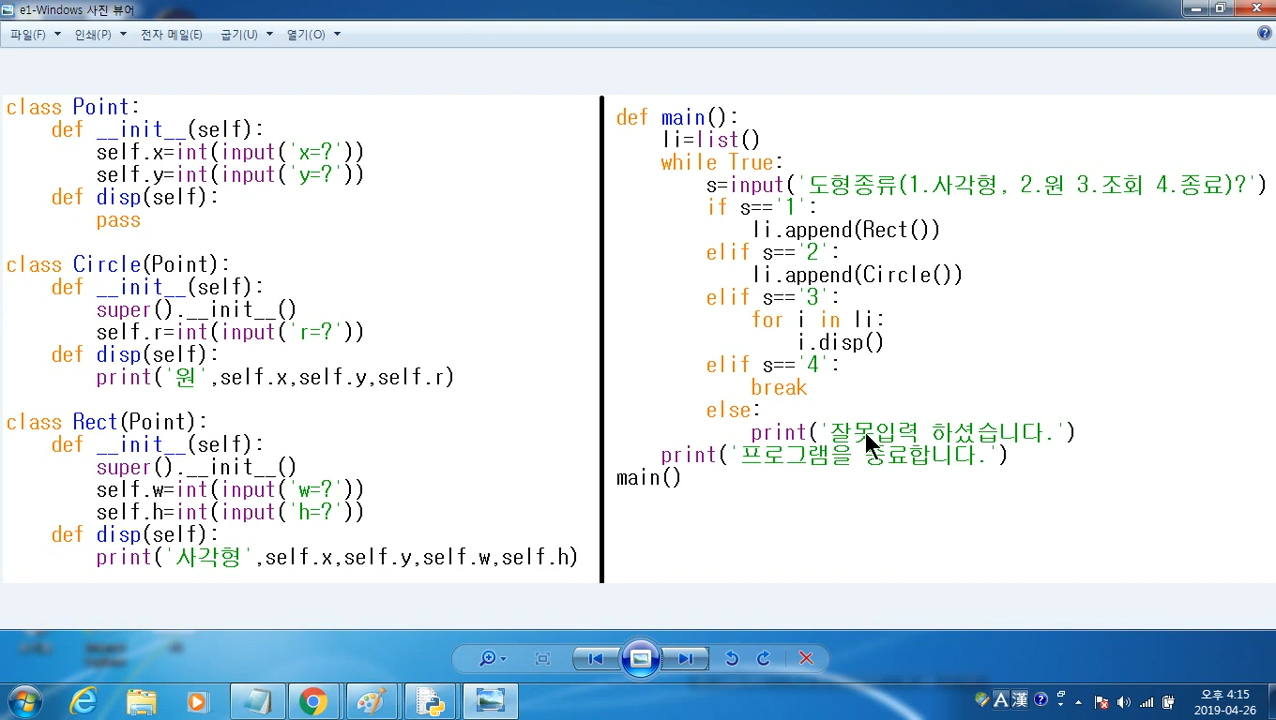 e1-Windows 사진 뷰어
파일(F) 인쇄(P) 전자 메일(E) 굽기(U) 열기(O)
class Point:
    def __init__(self):
        self.x=int(input('x=?'))
        self.y=int(input('y=?'))
    def disp(self):
        pass
class Circle(Point):
    def __init__(self):
        super().__init__()
        self.r=int(input('r=?'))
    def disp(self):
        print('원',self.x,self.y,self.r)
class Rect(Point):
    def __init__(self):
        super().__init__()
        self.w=int(input('w=?'))
        self.h=int(input('h=?'))
    def disp(self):
        print('사각형',self.x,self.y,self.w,self.h)
def main():
    li=list()
    while True:
        s=input('도형종류(1.사각형, 2.원 3.조회 4.종료)?')
        if s=='1':
            li.append(Rect())
        elif s=='2':
            li.append(Circle())
        elif s=='3':
            for i in li:
                i.disp()
        elif s=='4':
            break
        else:
            print('잘못입력 하셨습니다.')
    print('프로그램을 종료합니다.')
main()
A 漢
오후 4:15
2019-04-26